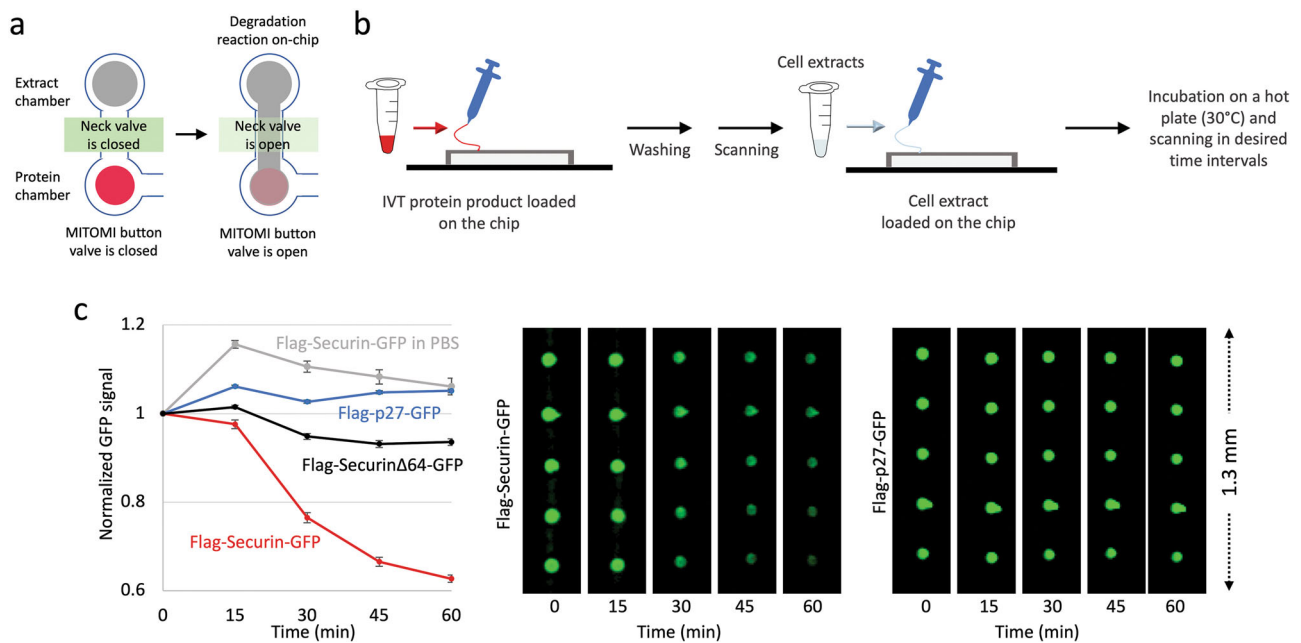 a
Degradation
reaction on-chip
Extract
chamber
Neck valve
is closed
Neck valve
is open
Protein
chamber
MITOMI button
valve is closed
MITOMI button
valve is open
b
IVT protein product loaded
on the chip
Washing
Scanning
Cell extracts
Cell extract
loaded on the chip
Incubation on a hot
plate (30°C) and
scanning in desired
time intervals
c
Normalized GFP signal
1.2
1
0.8
0.6
Flag-Securin-GFP in PBS
Flag-p27-GFP
Flag-SecurinΔ64-GFP
Flag-Securin-GFP
0 15 30 45 60
Time (min)
Flag-Securin-GFP
0 15 30 45 60
Time (min)
Flag-p27-GFP
0 15 30 45 60
Time (min)
1.3 mm